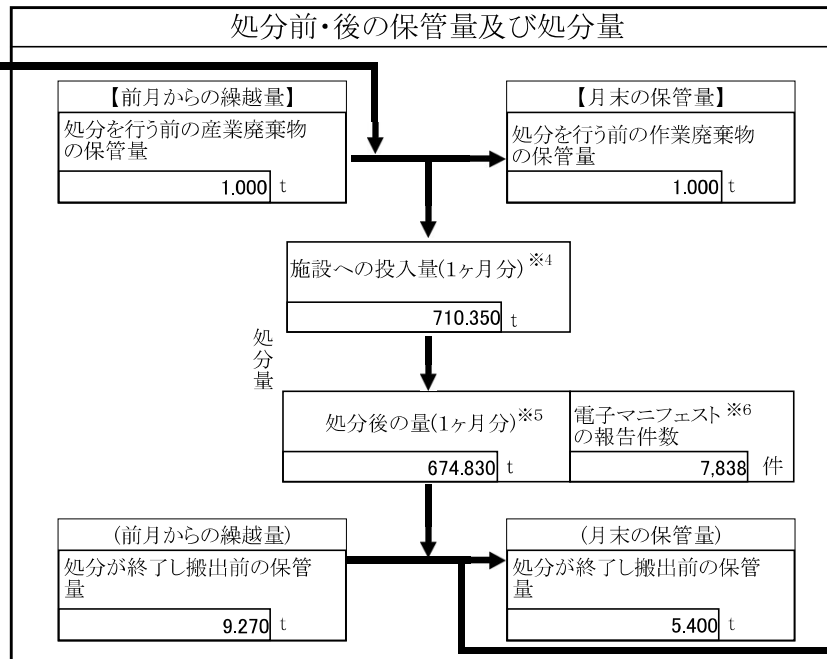 処分前・後の保管量及び処分量
【前月からの繰越量】
処分を行う前の産業廃棄物
の保管量
1.000 t
【月末の保管量】
処分を行う前の作業廃棄物
の保管量
1.000 t
施設への投入量(1ヶ月分)※4
710.350 t
処分量
処分後の量(1ヶ月分)※5
674.830 t
電子マニフェスト※6
の報告件数
7,838 件
(前月からの繰越量)
処分が終了し搬出前の保管
量
9.270 t
(月末の保管量)
処分が終了し搬出前の保管
量
5.400 t